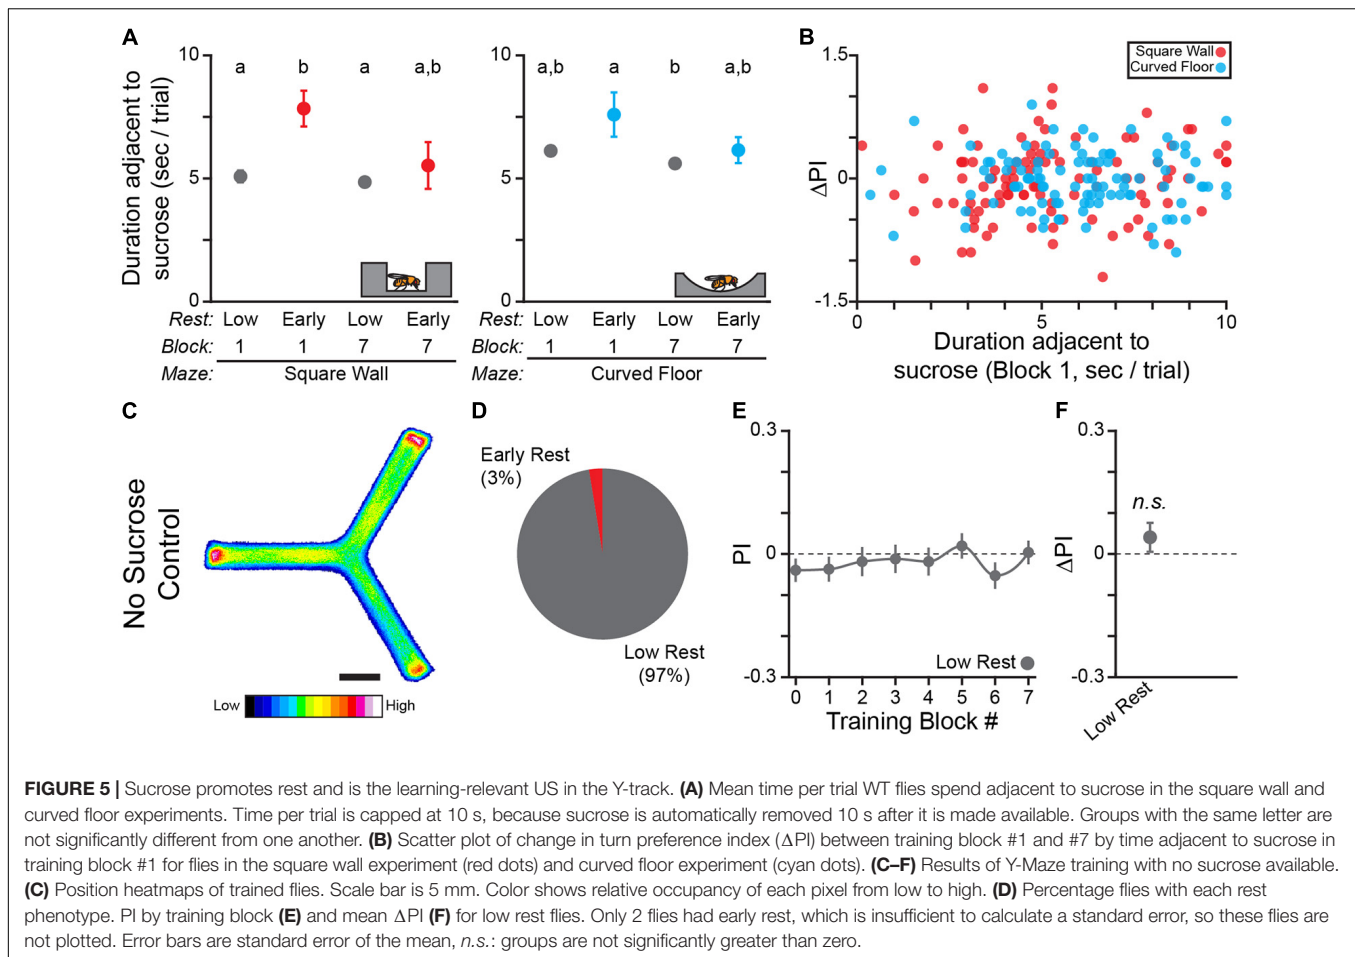 A
10
5
0
Duration adjacent to
sucrose (sec / trial)
a
b
a
a,b
Rest: Low Early Low Early
Block: 1 1 7 7
Maze: Square Wall
10
5
0
a,b
a
b
a,b
Rest: Low Early Low Early
Block: 1 1 7 7
Maze: Curved Floor
B
Square Wall
Curved Floor
1.5
0
-1.5
ΔPI
0 5 10
Duration adjacent to
sucrose (Block 1, sec / trial)
C
No Sucrose
Control
Low High
D
Early Rest
(3%)
Low Rest
(97%)
E
0.3
0
-0.3
PI
Low Rest
0 1 2 3 4 5 6 7
Training Block #
F
0.3
0
-0.3
ΔPI
n.s.
Low Rest
FIGURE 5 | Sucrose promotes rest and is the learning-relevant US in the Y-track. (A) Mean time per trial WT flies spend adjacent to sucrose in the square wall and
curved floor experiments. Time per trial is capped at 10 s, because sucrose is automatically removed 10 s after it is made available. Groups with the same letter are
not significantly different from one another. (B) Scatter plot of change in turn preference index (ΔPI) between training block #1 and #7 by time adjacent to sucrose in
training block #1 for flies in the square wall experiment (red dots) and curved floor experiment (cyan dots). (C–F) Results of Y-Maze training with no sucrose available.
(C) Position heatmaps of trained flies. Scale bar is 5 mm. Color shows relative occupancy of each pixel from low to high. (D) Percentage flies with each rest
phenotype. PI by training block (E) and mean ΔPI (F) for low rest flies. Only 2 flies had early rest, which is insufficient to calculate a standard error, so these flies are
not plotted. Error bars are standard error of the mean, n.s.: groups are not significantly greater than zero.